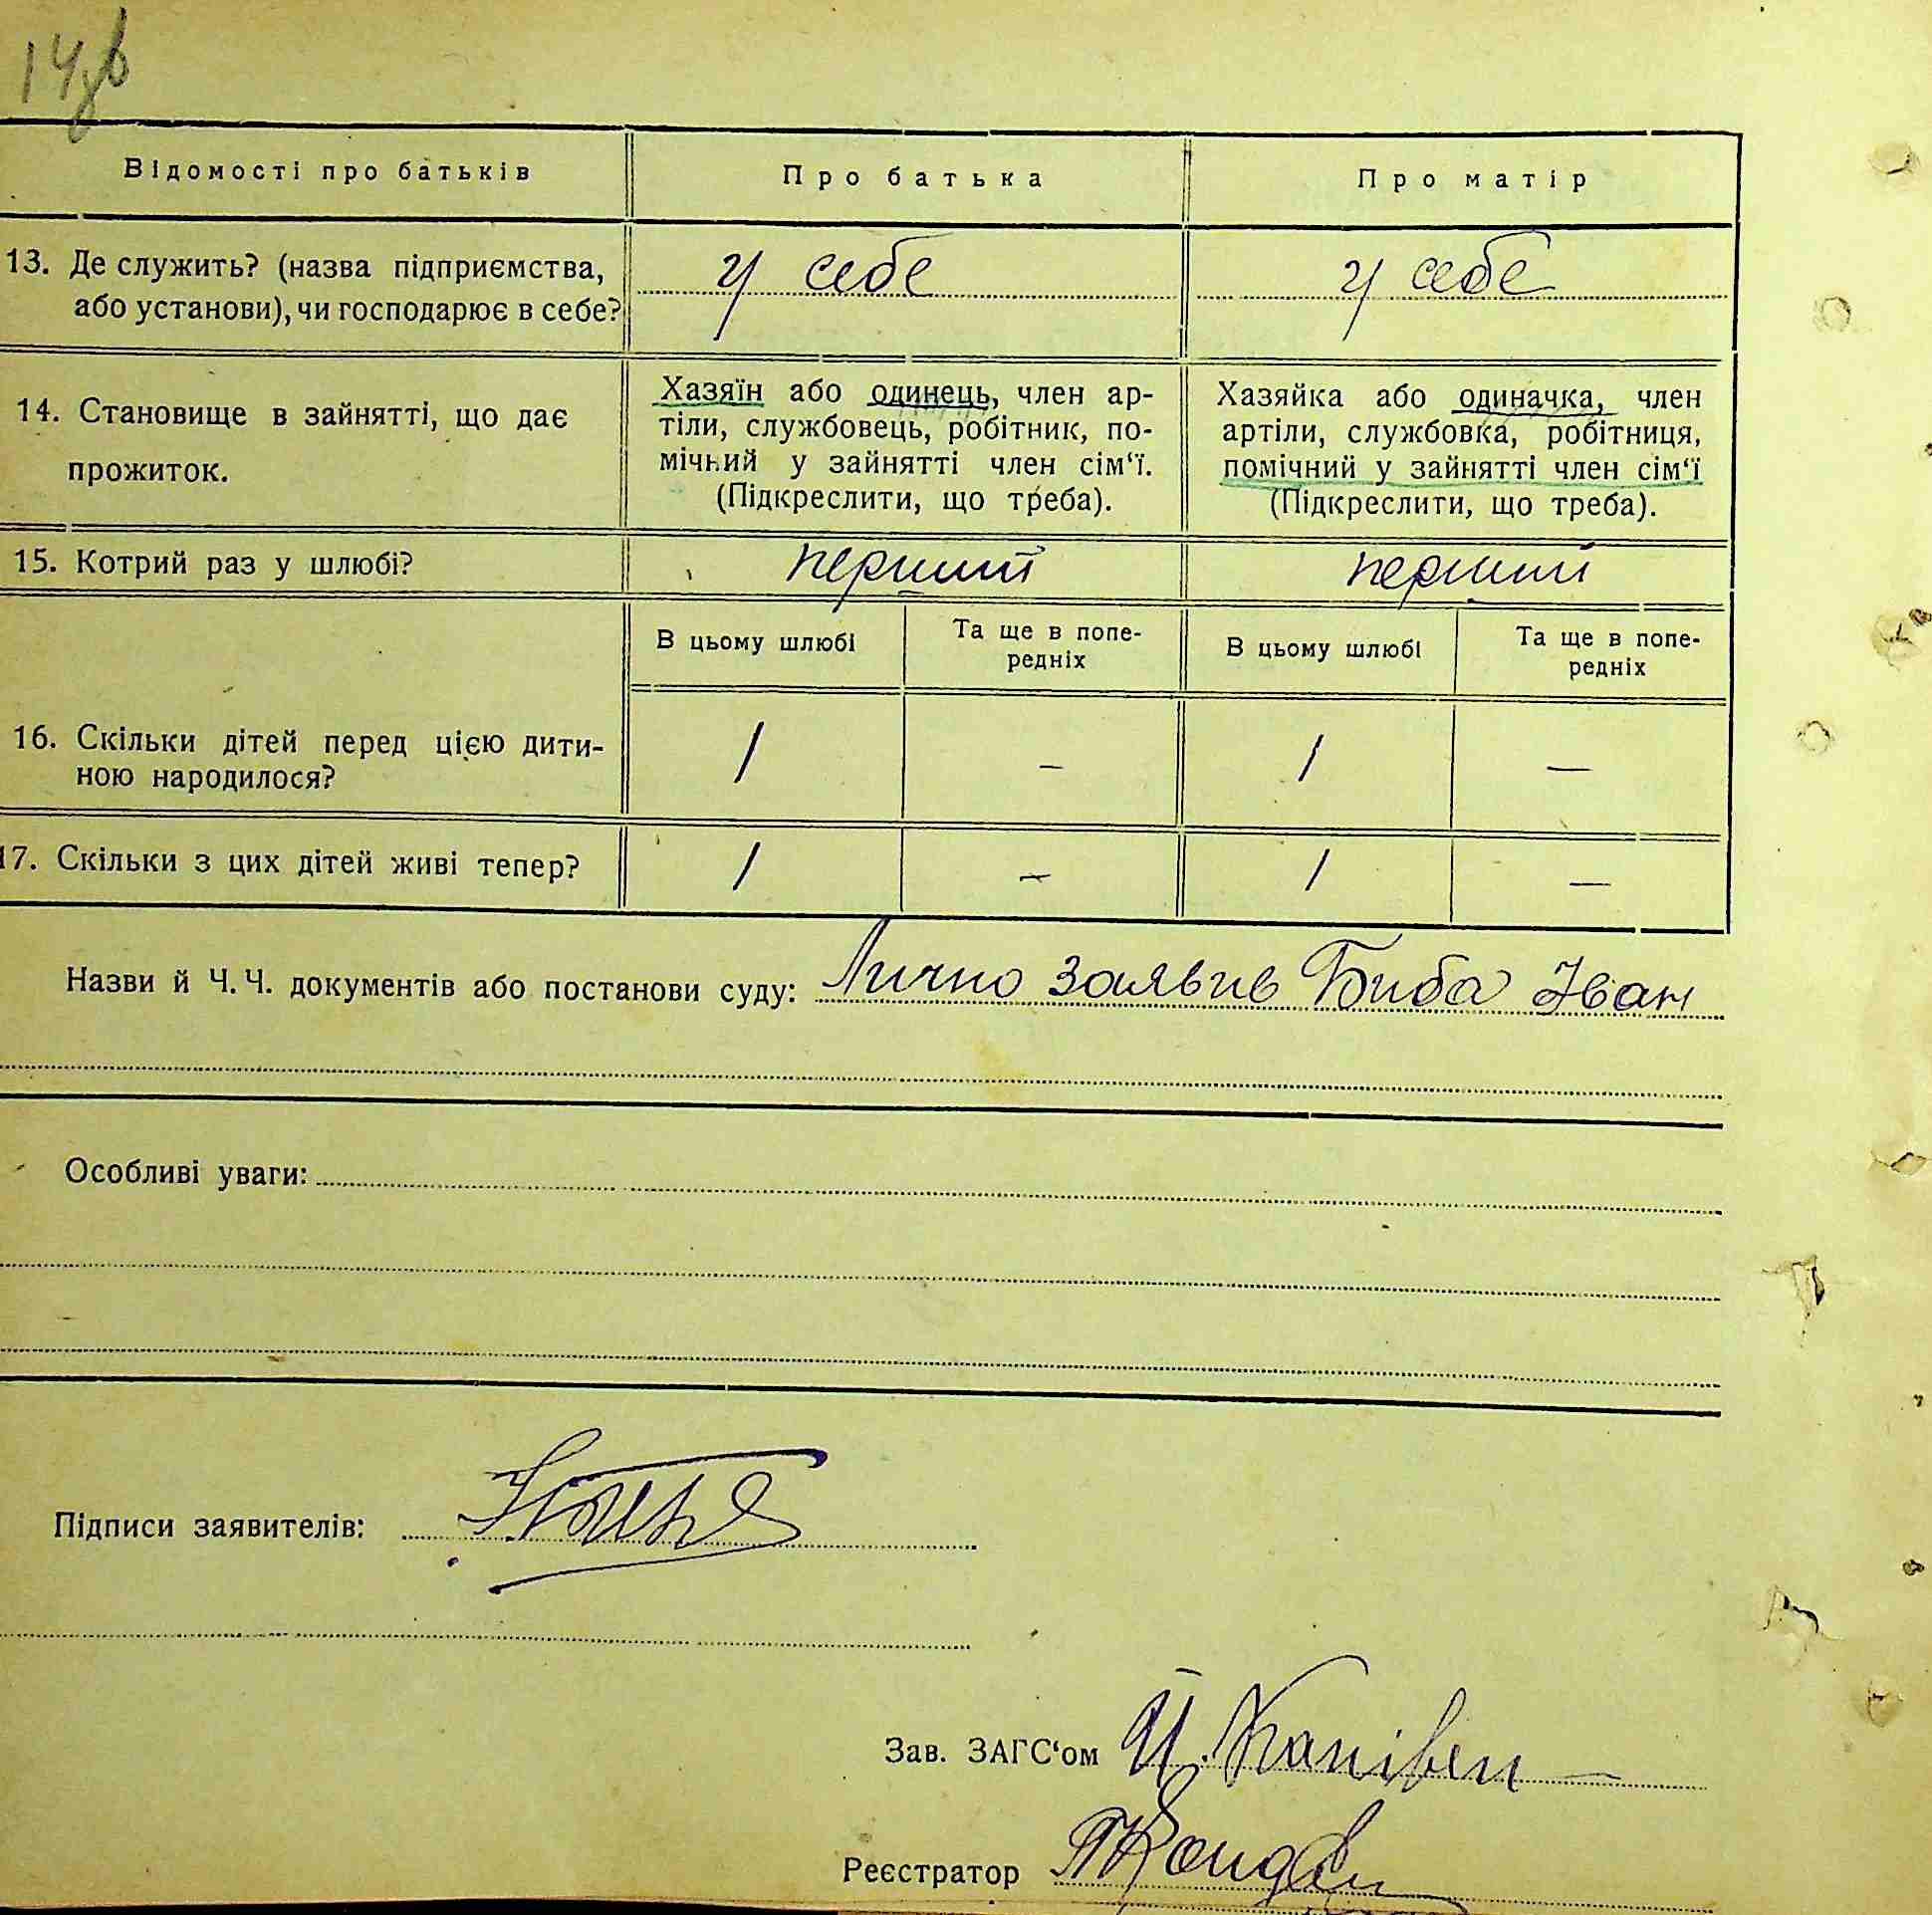 14зв
Відомості про батьків Про батька Про матір
13. Де служить? (назва підприємства, у себе у себе
або установи), чи господарює в себе?
14. Становище в зайнятті, що дає
прожиток.
Хазяїн або одинець, член ар-
тіли, службовець, робітник, по-
мічний у зайнятті член сім‘ї.
(Підкреслити, що треба).
Хазяйка або одиначка, член
артіли, службовка, робітниця,
помічний у зайнятті член сім‘ї
(Підкреслити, що треба).
15. Котрий раз у шлюбі? перший перший
В цьому шлюбі Та ще в попе-
редніх
В цьому шлюбі Та ще в попе-
редніх
16. Скільки дітей перед цією дити- 1 – 1 —
ною народилося?
17. Скільки з цих дітей живі тепер? 1 – 1 —
Назви й Ч. Ч. документів або постанови суду: Лично заявив Биба Іван
Особливі уваги:
Підписи заявителів:
Зав. ЗАГС‘ом
Реєстратор